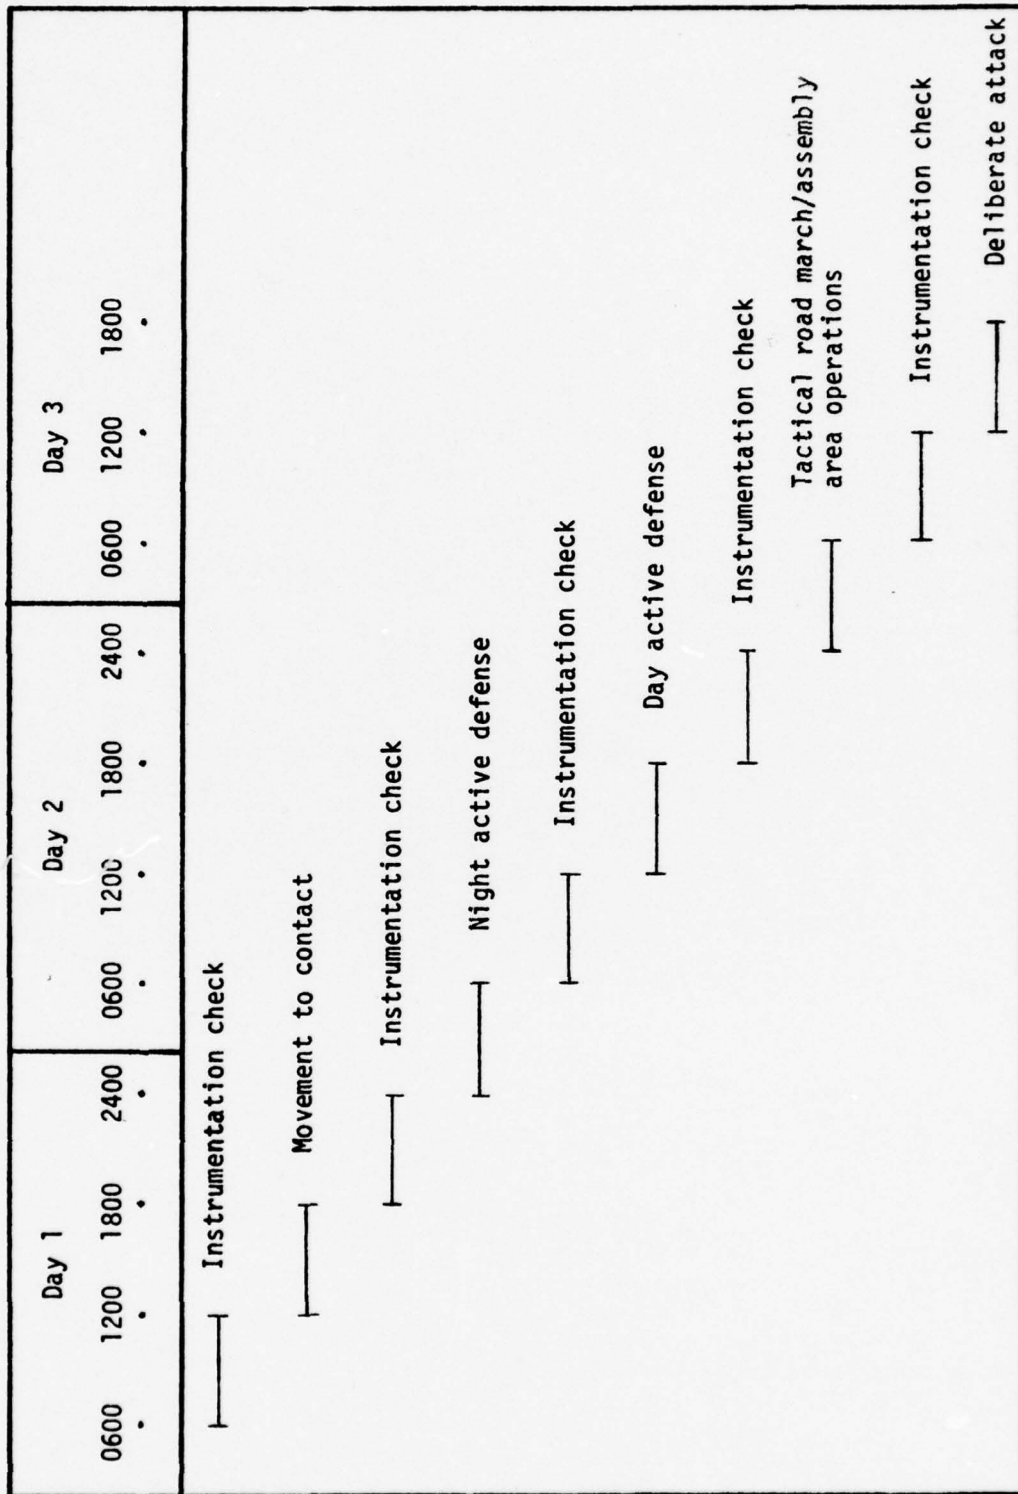 Day 1 Day 2 Day 3
0600 1200 1800 2400 0600 1200 1800 2400 0600 1200 1800
Instrumentation check
Movement to contact
Instrumentation check
Night active defense
Instrumentation check
Day active defense
Instrumentation check
Tactical road march/assembly
area operations
Instrumentation check
Deliberate attack